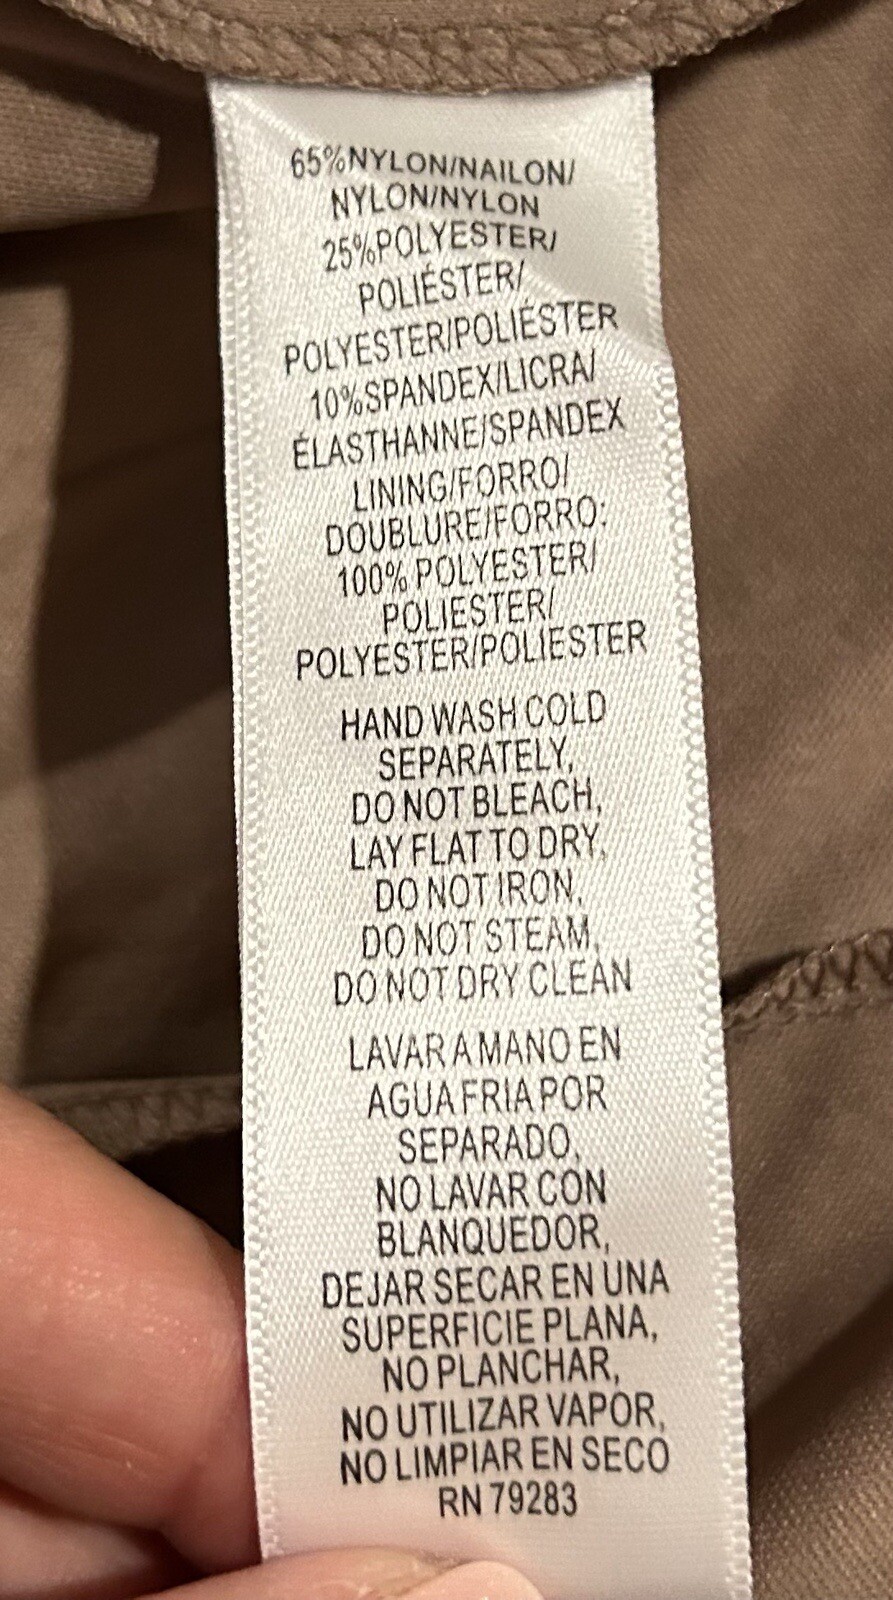 65%NYLON/NAILON/
NYLON/NYLON
25%POLYESTER/
POLIÉSTER/
POLYESTER/POLIÉSTER
10%SPANDEX/LICRA/
ÉLASTHANNE/SPANDEX
LINING/FORRO/
DOUBLURE/FORRO:
100% POLYESTER/
POLIESTER/
POLYESTER/POLIESTER
HAND WASH COLD
SEPARATELY,
DO NOT BLEACH,
LAY FLAT TO DRY,
DO NOT IRON,
DO NOT STEAM,
DO NOT DRY CLEAN
LAVAR A MANO EN
AGUA FRIA POR
SEPARADO,
NO LAVAR CON
BLANQUEDOR,
DEJAR SECAR EN UNA
SUPERFICIE PLANA,
NO PLANCHAR,
NO UTILIZAR VAPOR,
NO LIMPIAR EN SECO
RN 79283